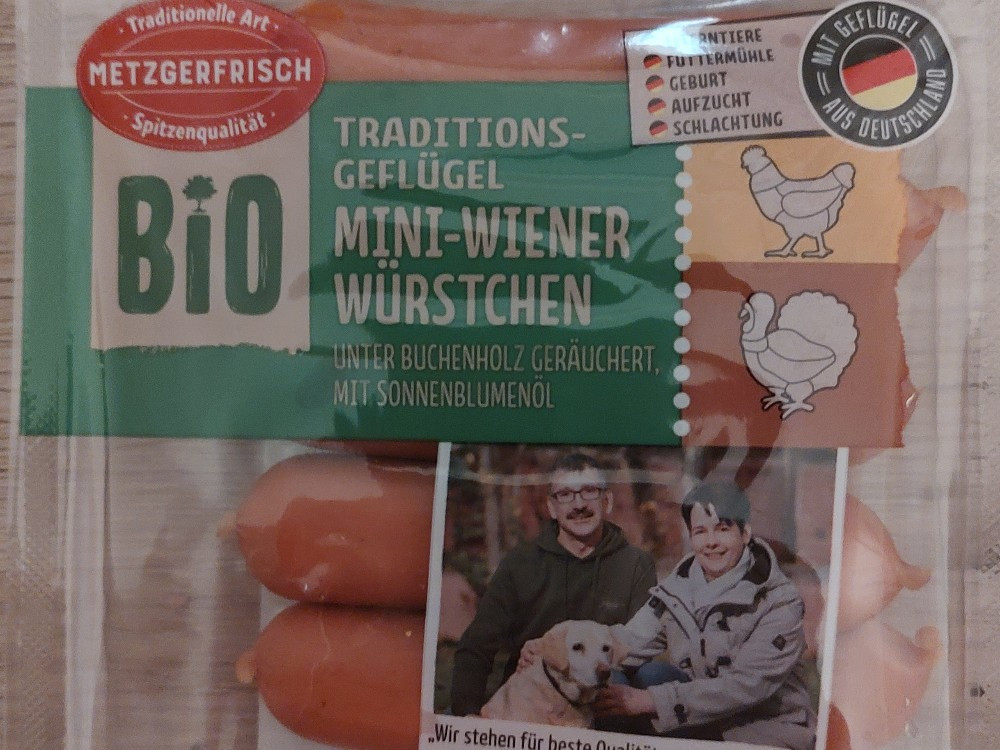 · Traditionelle Art ·
METZGERFRISCH
· Spitzenqualität ·
BiO
TRADITIONS-
GEFLÜGEL
MINI-WIENER
WÜRSTCHEN
UNTER BUCHENHOLZ GERÄUCHERT,
MIT SONNENBLUMENÖL
FUTTERMÜHLE
GEBURT
AUFZUCHT
SCHLACHTUNG
MIT GEFLÜGEL
AUS DEUTSCHLAND
„Wir stehen für beste